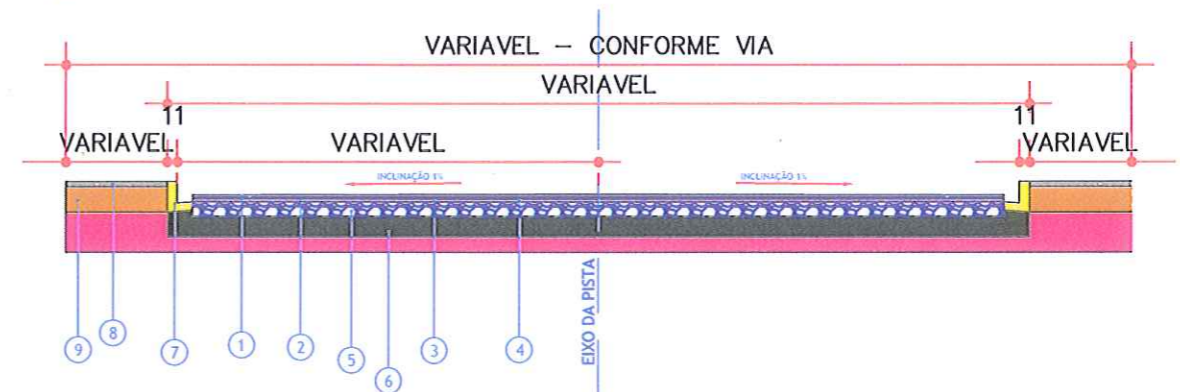 VARIAVEL – CONFORME VIA
VARIAVEL
11
11
VARIAVEL
VARIAVEL
VARIAVEL
INCLINAÇÃO 1%
INCLINAÇÃO 1%
EIXO DA PISTA
9
8
7
1
2
5
6
3
4